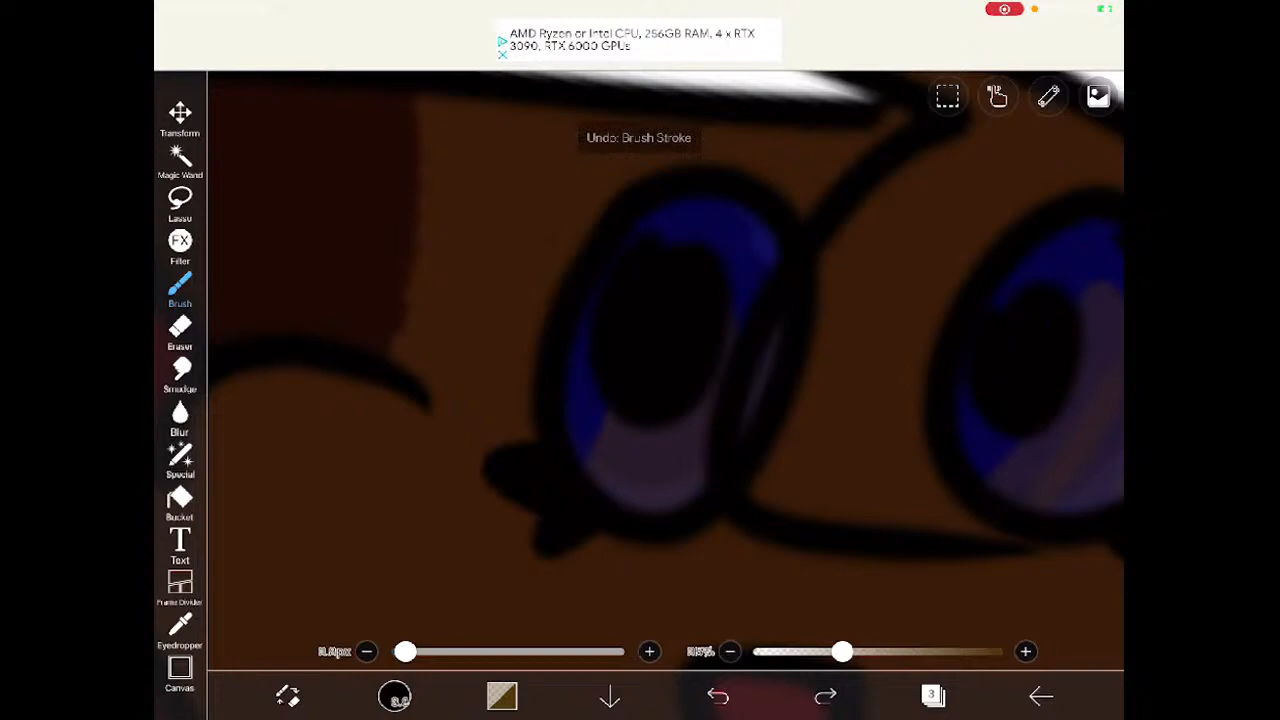 AMD Ryzen or Intel CPU, 256GB RAM, 4 x RTX
3090, RTX 6000 GPUs
Undo: Brush Stroke
Transform
Magic Wand
Lasso
FX
Filter
Brush
Eraser
Smudge
Blur
Special
Bucket
T
Text
Frame Divider
Eyedropper
Canvas
3